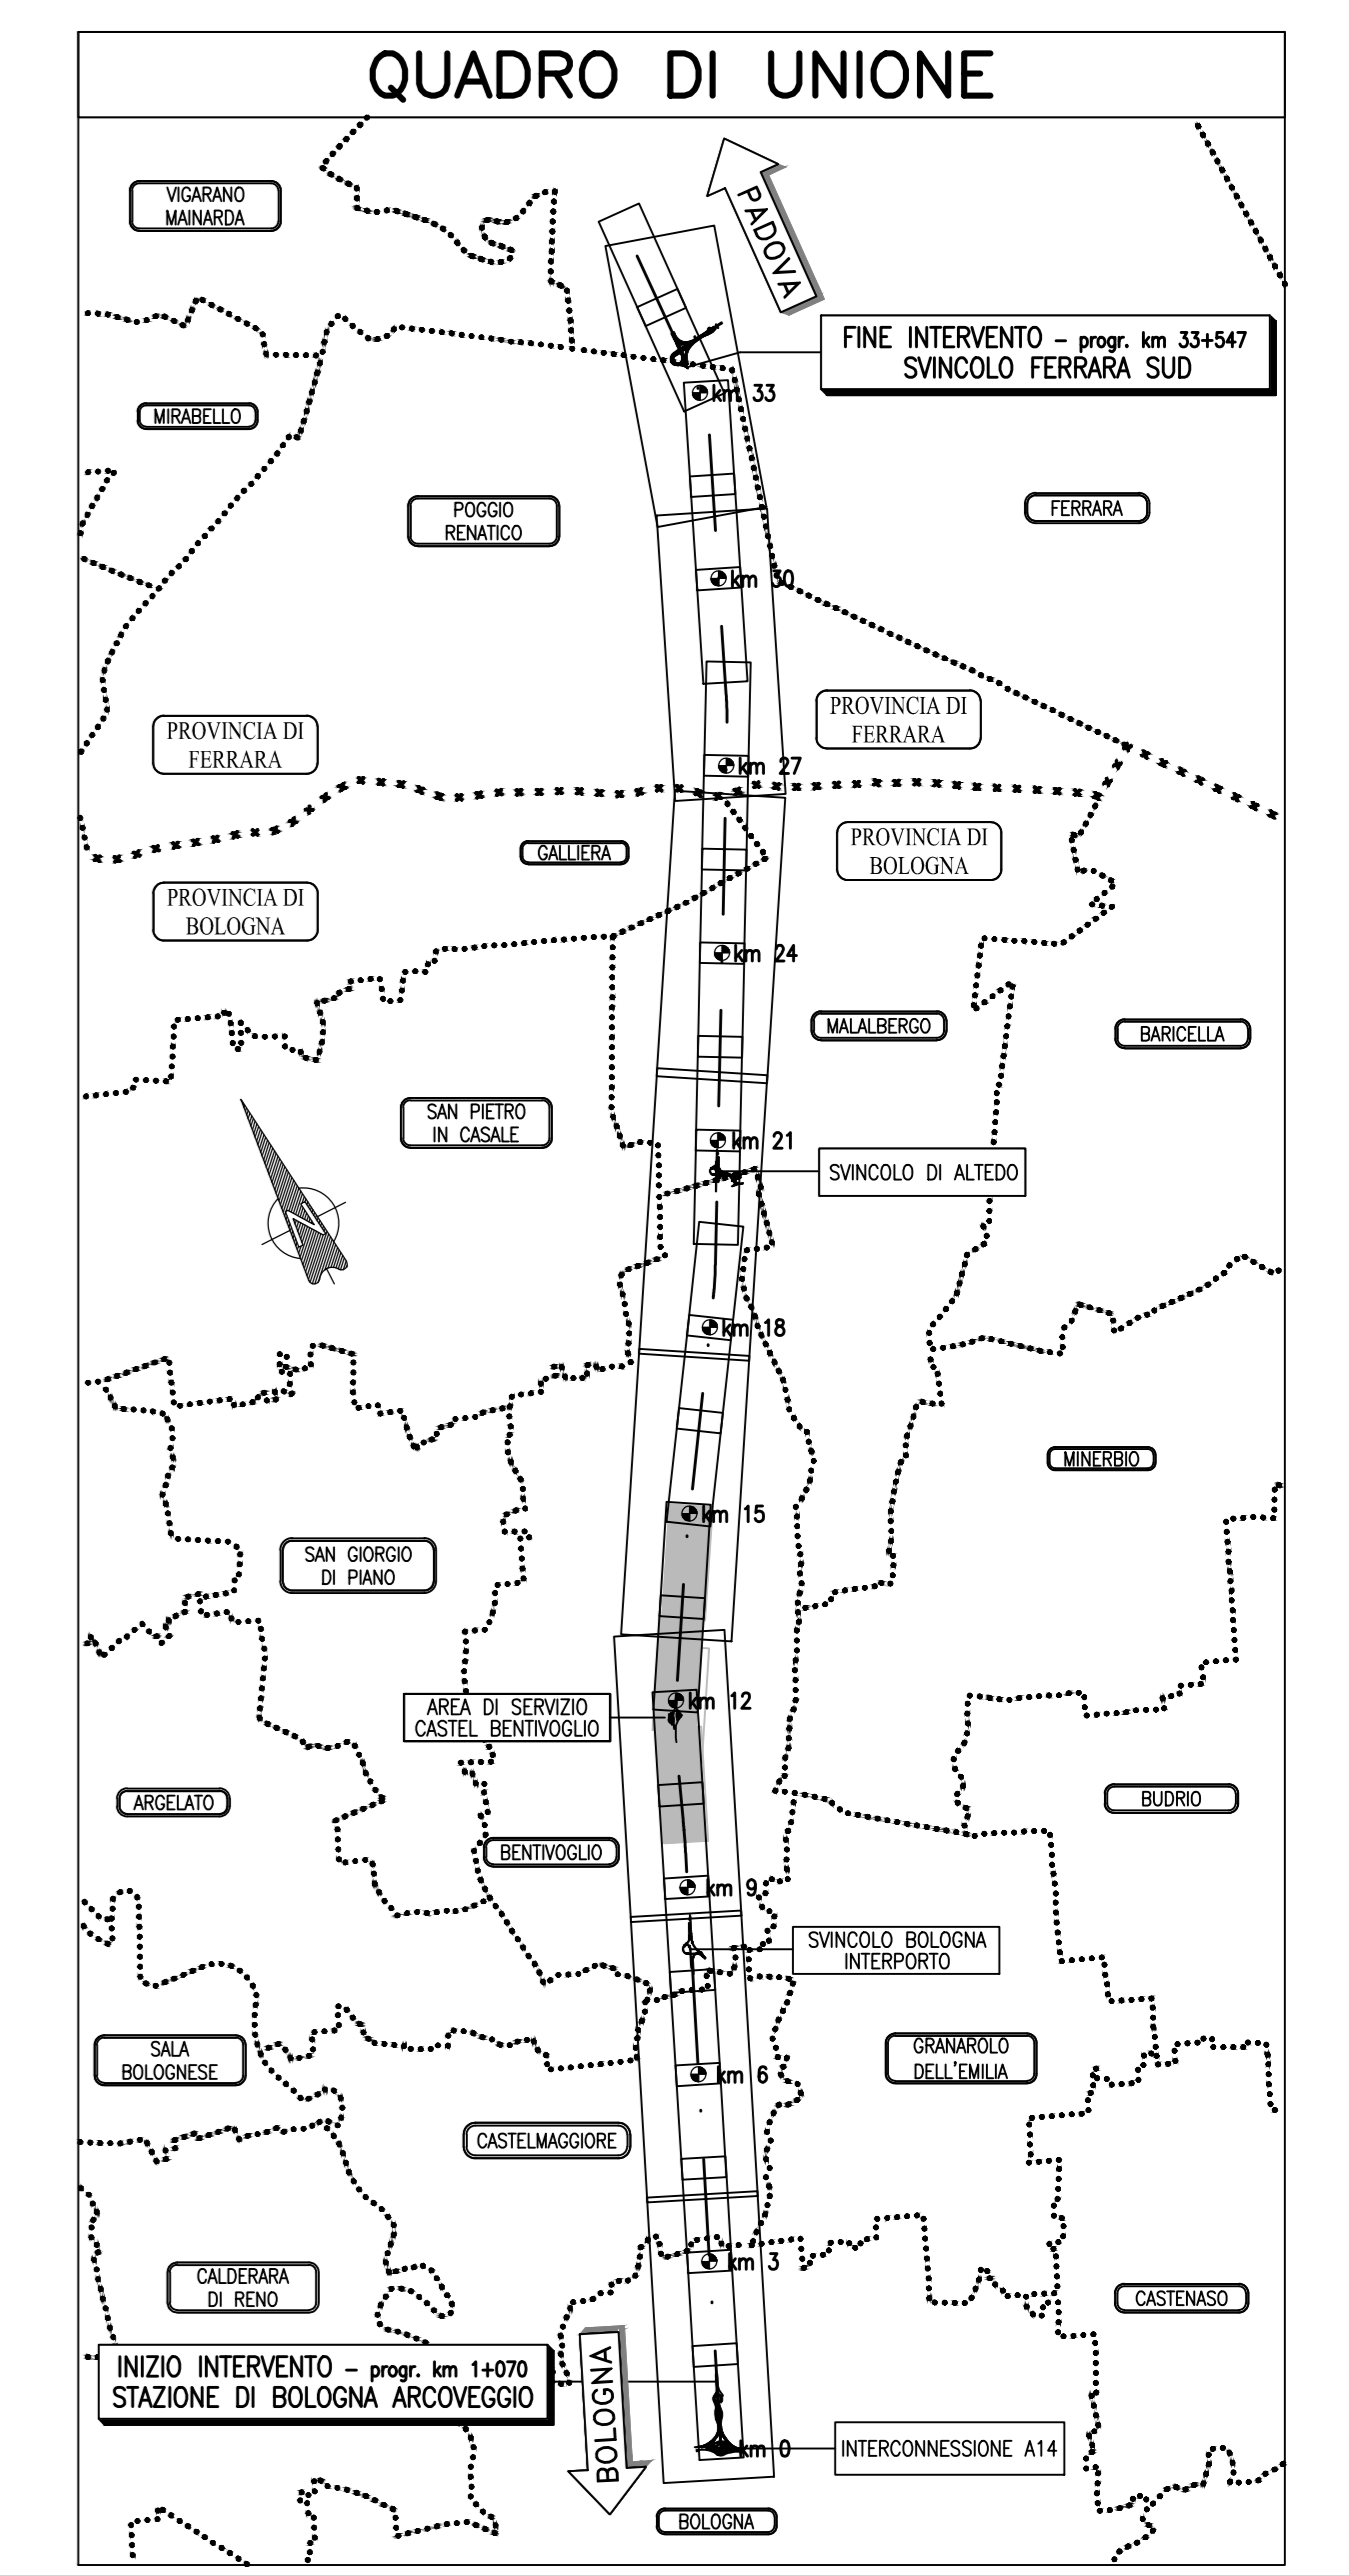 QUADRO DI UNIONE
VIGARANO
MAINARDA
PADOVA
FINE INTERVENTO - progr. km 33+547
SVINCOLO FERRARA SUD
km 33
MIRABELLO
POGGIO
RENATICO
FERRARA
km 30
PROVINCIA DI
FERRARA
PROVINCIA DI
FERRARA
km 27
GALLIERA
PROVINCIA DI
BOLOGNA
PROVINCIA DI
BOLOGNA
km 24
MALALBERGO
BARICELLA
SAN PIETRO
IN CASALE
km 21
SVINCOLO DI ALTEDO
N
km 18
MINERBIO
km 15
SAN GIORGIO
DI PIANO
km 12
AREA DI SERVIZIO
CASTEL BENTIVOGLIO
ARGELATO
BUDRIO
BENTIVOGLIO
km 9
SVINCOLO BOLOGNA
INTERPORTO
SALA
BOLOGNESE
GRANAROLO
DELL'EMILIA
km 6
CASTELMAGGIORE
km 3
CALDERARA
DI RENO
CASTENASO
INIZIO INTERVENTO - progr. km 1+070
STAZIONE DI BOLOGNA ARCOVEGGIO
BOLOGNA
km 0
INTERCONNESSIONE A14
BOLOGNA